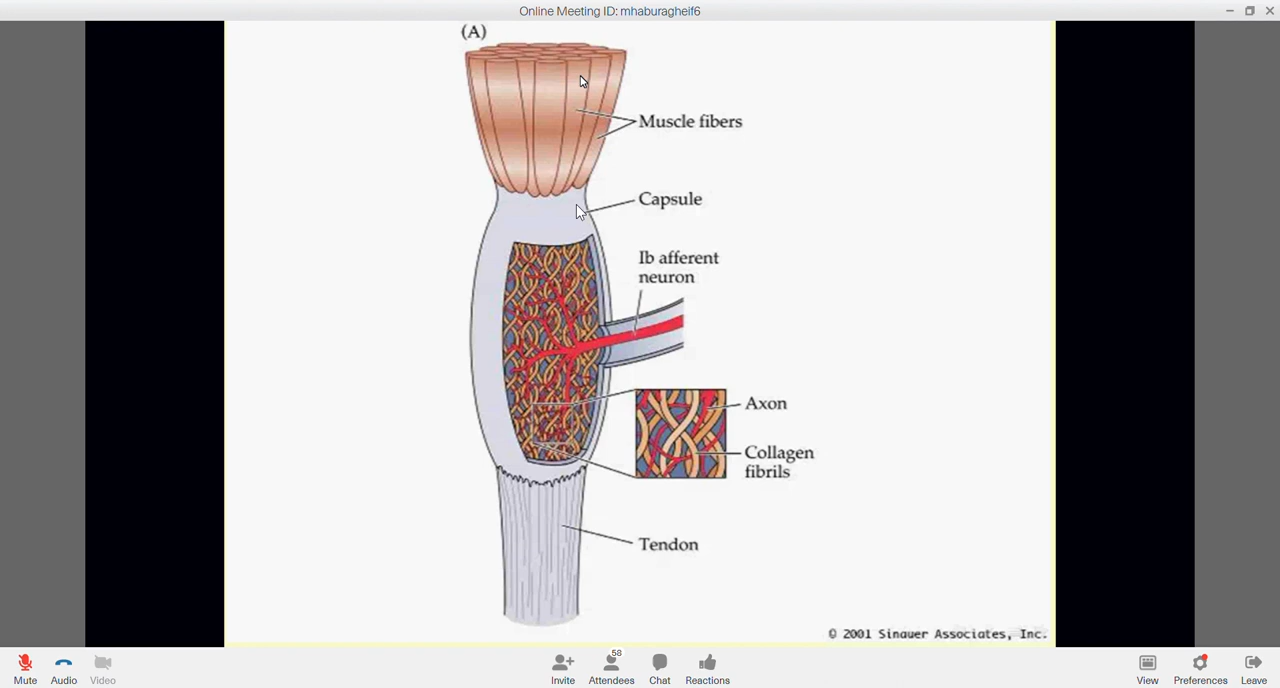 Online Meeting ID: mhaburagheif6
(A)
Muscle fibers
Capsule
Ib afferent
neuron
Axon
Collagen
fibrils
Tendon
© 2001 Sinauer Associates, Inc.
58
Mute Audio Video Invite Attendees Chat Reactions View Preferences Leave